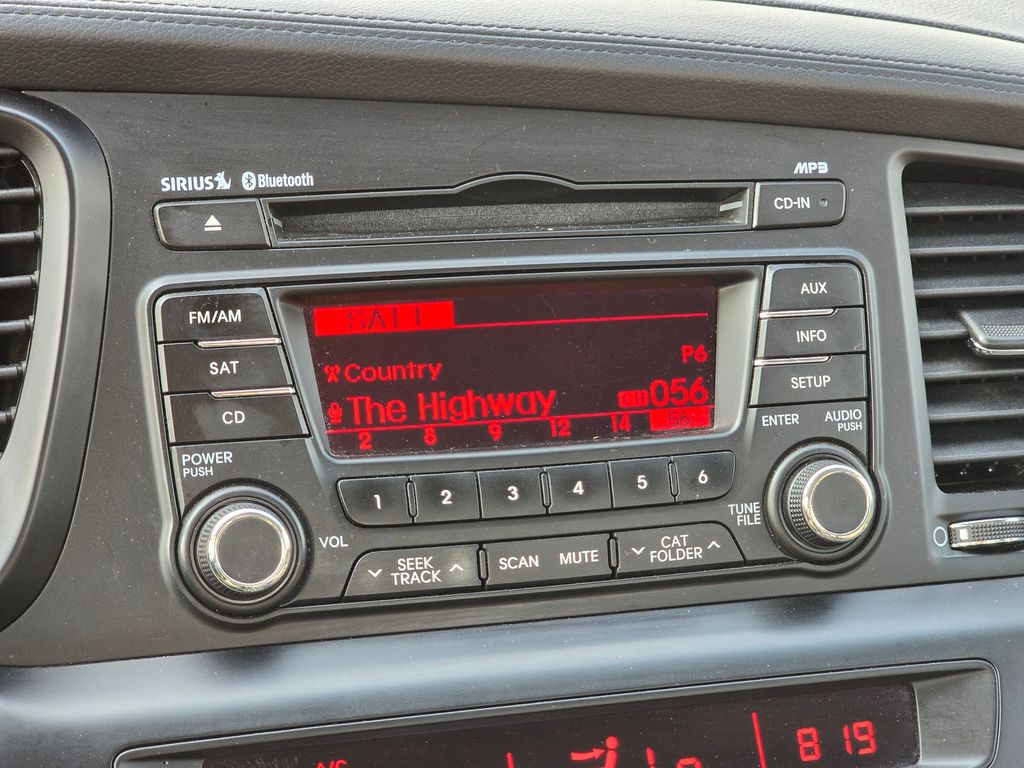 SIRIUS Bluetooth
MP3
CD-IN
FM/AM
SAT
CD
AUX
INFO
SETUP
SAT1
P6
Country
The Highway CH 056
2 8 9 12 14 56
POWER
PUSH
VOL
ENTER
AUDIO
PUSH
TUNE
FILE
1 2 3 4 5 6
SEEK
TRACK
SCAN MUTE
CAT
FOLDER
A/C
8 19